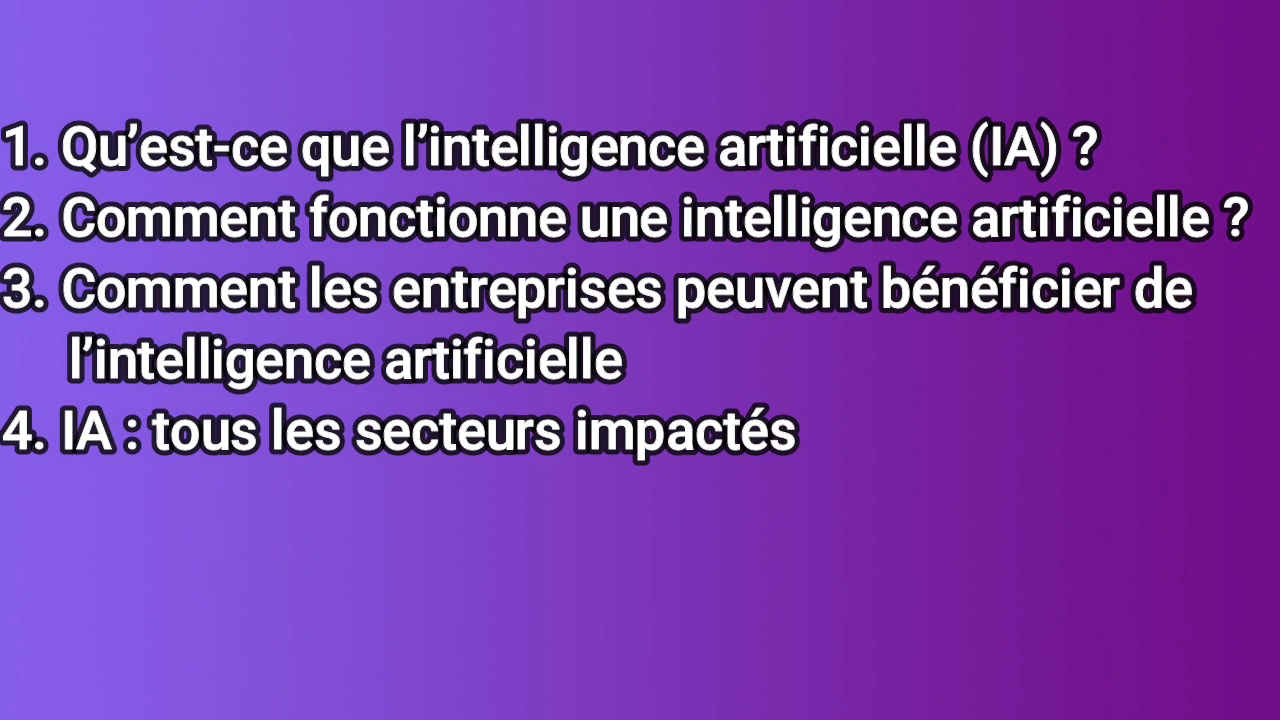 1. Qu’est-ce que l’intelligence artificielle (IA) ?
2. Comment fonctionne une intelligence artificielle ?
3. Comment les entreprises peuvent bénéficier de
l’intelligence artificielle
4. IA : tous les secteurs impactés